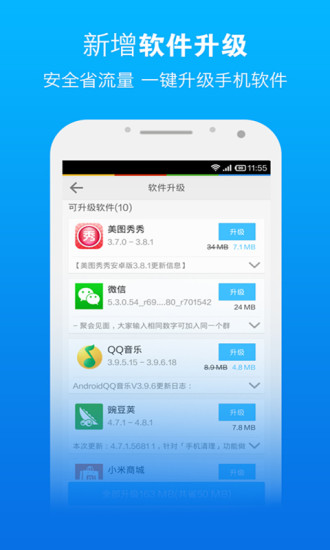 新增软件升级
安全省流量 一键升级手机软件
11:55
软件升级
可升级软件(10)
秀
美图秀秀
3.7.0 - 3.8.1
升级
34 MB 7.1 MB
【美图秀秀安卓版3.8.1更新信息】
微信
5.3.0.54_r69....80_r701542
升级
24 MB
- 聚会见面，大家输入相同数字可加入同一个群
QQ音乐
3.9.5.15 - 3.9.6.18
升级
8.9 MB 4.8 MB
AndroidQQ音乐V3.9.6更新日志：
豌豆荚
4.7.1 - 4.8.1
升级
7.8 MB
本次更新：4.7.1.5681 1，针对「手机清理」功能做
小米商城
升级